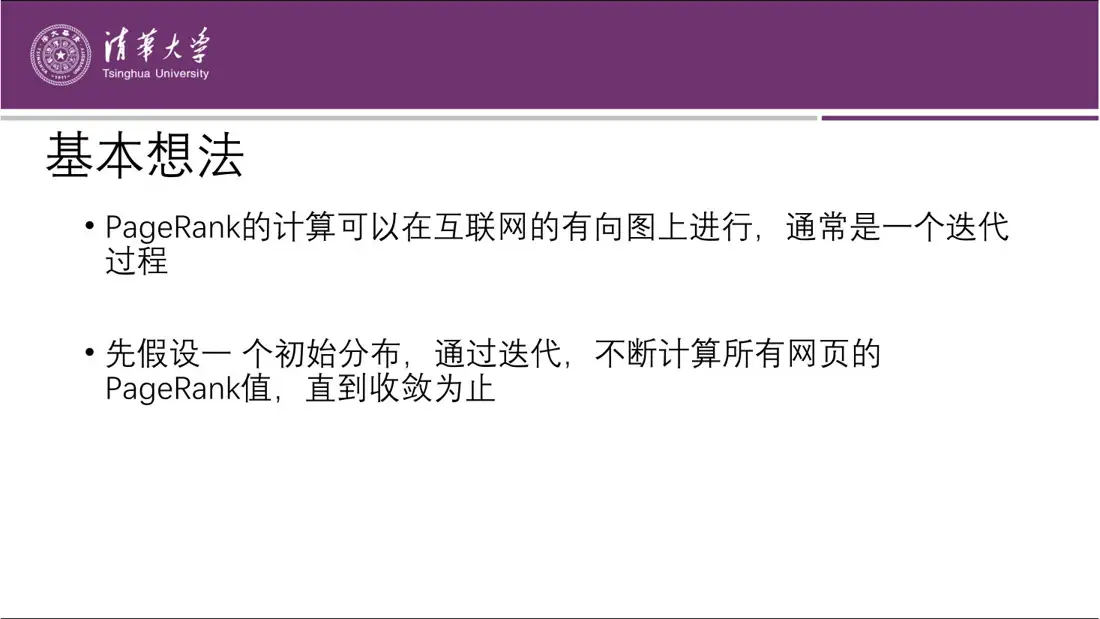 清华大学
Tsinghua University
基本想法
• PageRank的计算可以在互联网的有向图上进行，通常是一个迭代
过程
• 先假设一 个初始分布，通过迭代，不断计算所有网页的
PageRank值，直到收敛为止